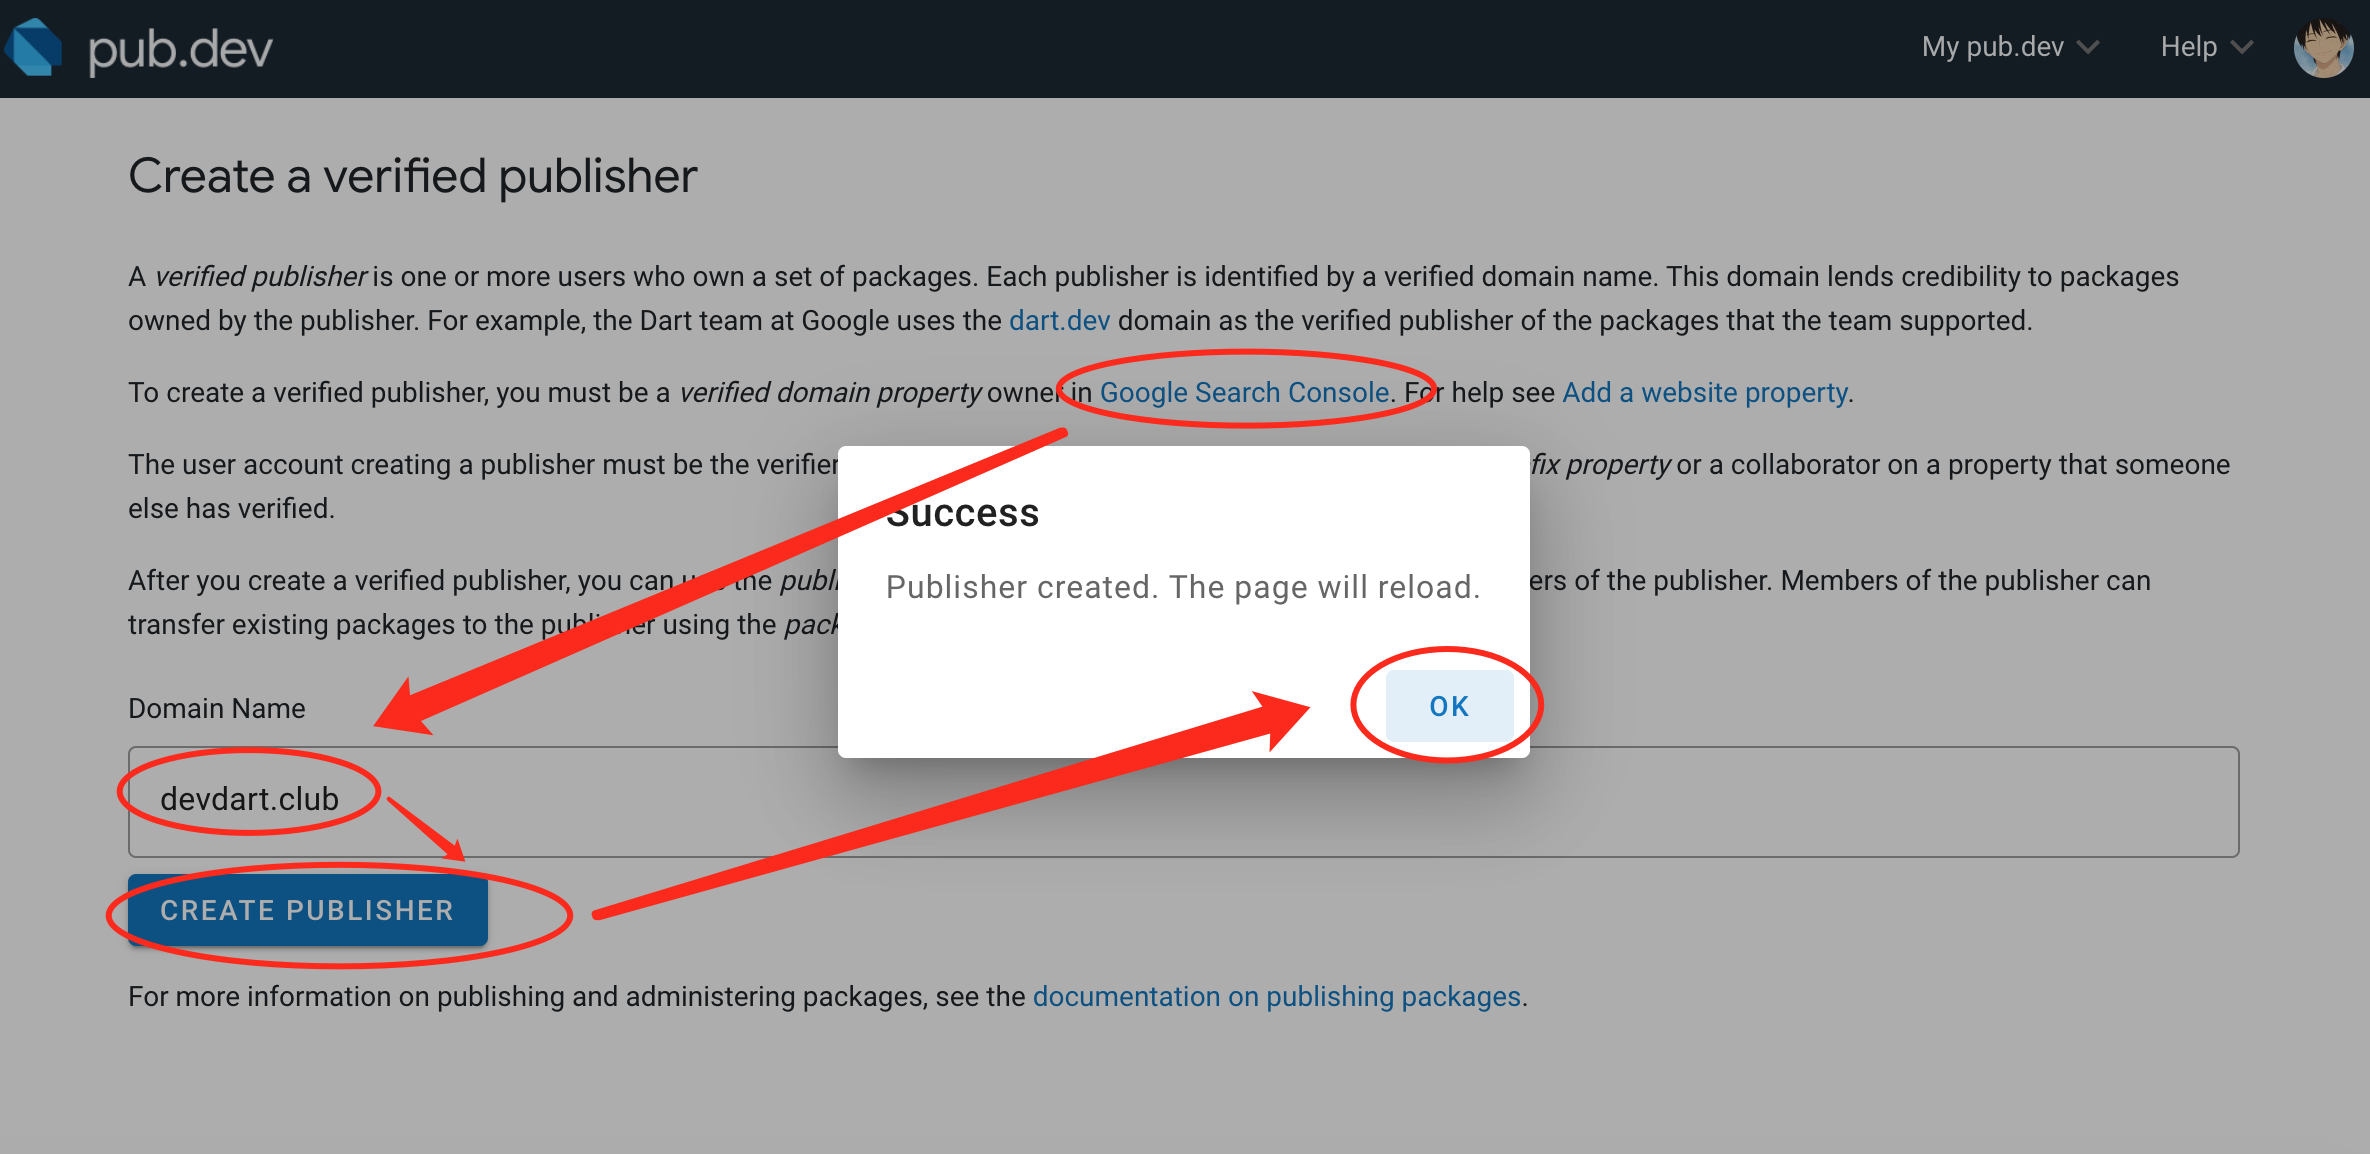 pub.dev
My pub.dev
Help
Create a verified publisher
A verified publisher is one or more users who own a set of packages. Each publisher is identified by a verified domain name. This domain lends credibility to packages
owned by the publisher. For example, the Dart team at Google uses the dart.dev domain as the verified publisher of the packages that the team supported.
To create a verified publisher, you must be a verified domain property owner in Google Search Console. For help see Add a website property.
The user account creating a publisher must be the verifier fix property or a collaborator on a property that someone
else has verified.
Success
Publisher created. The page will reload.
OK
After you create a verified publisher, you can the publ ers of the publisher. Members of the publisher can
transfer existing packages to the publisher using the pack
Domain Name
devdart.club
CREATE PUBLISHER
For more information on publishing and administering packages, see the documentation on publishing packages.